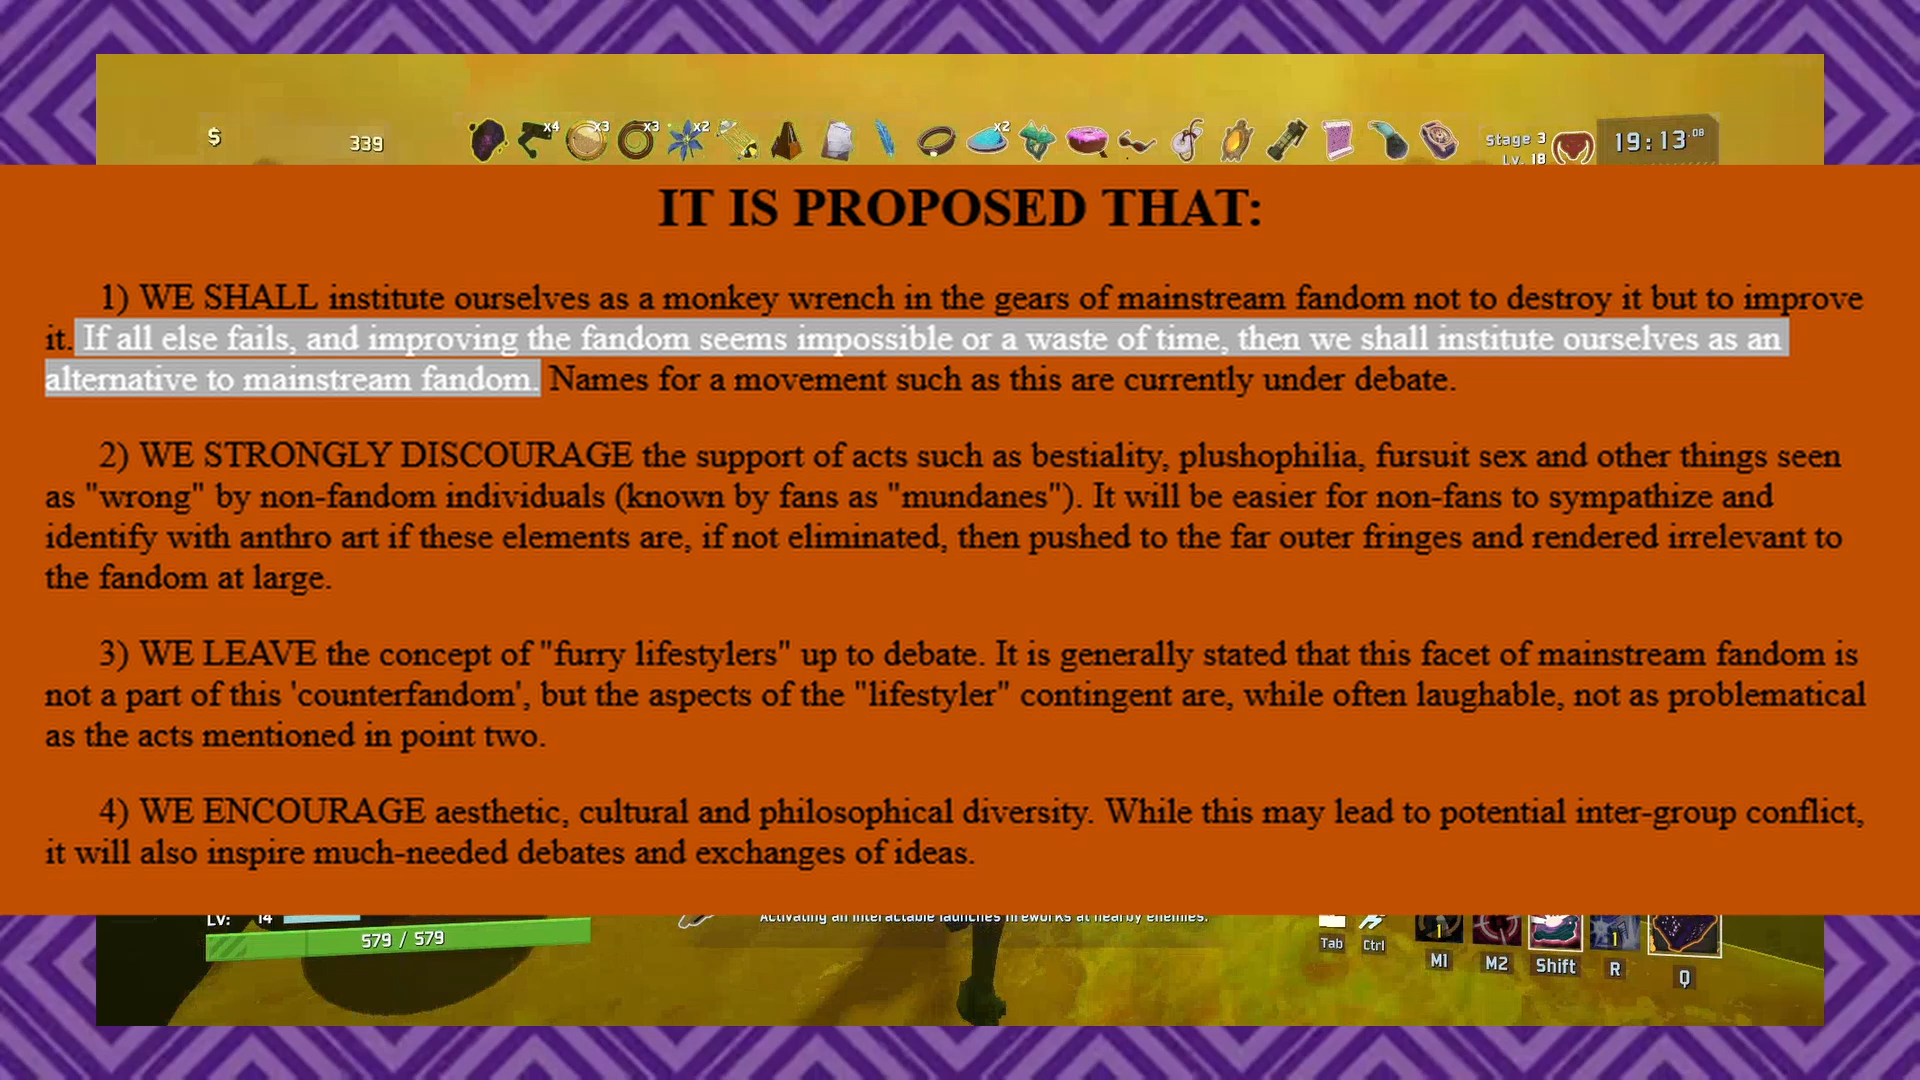 $ 339
x4 x3 x3 x2 x2
Stage 3
Lv. 18
19:13.08
IT IS PROPOSED THAT:
1) WE SHALL institute ourselves as a monkey wrench in the gears of mainstream fandom not to destroy it but to improve
it. If all else fails, and improving the fandom seems impossible or a waste of time, then we shall institute ourselves as an
alternative to mainstream fandom. Names for a movement such as this are currently under debate.
2) WE STRONGLY DISCOURAGE the support of acts such as bestiality, plushophilia, fursuit sex and other things seen
as "wrong" by non-fandom individuals (known by fans as "mundanes"). It will be easier for non-fans to sympathize and
identify with anthro art if these elements are, if not eliminated, then pushed to the far outer fringes and rendered irrelevant to
the fandom at large.
3) WE LEAVE the concept of "furry lifestylers" up to debate. It is generally stated that this facet of mainstream fandom is
not a part of this 'counterfandom', but the aspects of the "lifestyler" contingent are, while often laughable, not as problematical
as the acts mentioned in point two.
4) WE ENCOURAGE aesthetic, cultural and philosophical diversity. While this may lead to potential inter-group conflict,
it will also inspire much-needed debates and exchanges of ideas.
Lv: 14
Activating an interactable launches fireworks at nearby enemies.
579 / 579
1 1
Tab Ctrl M1 M2 Shift R Q